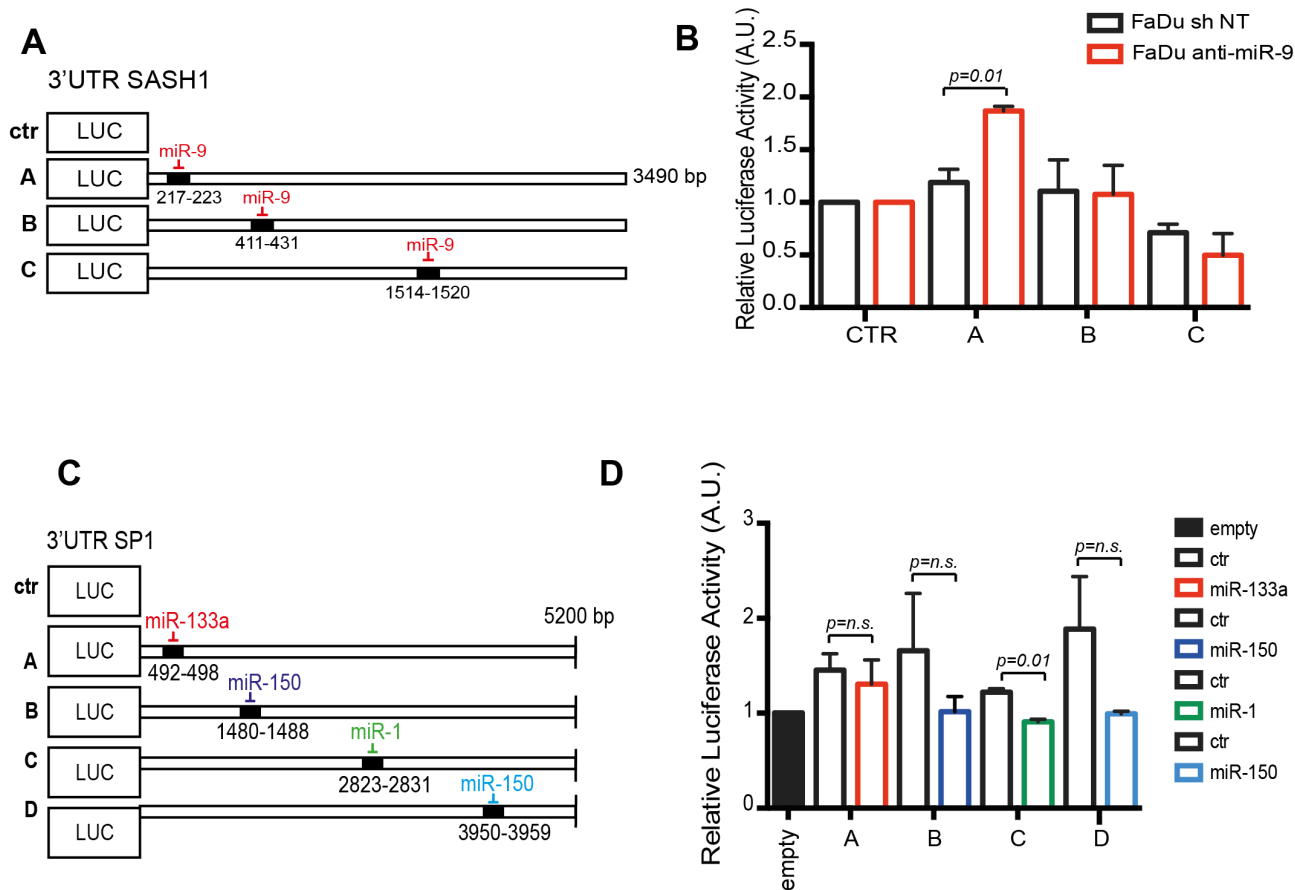 A
3'UTR SASH1
ctr LUC
miR-9
A LUC 3490 bp
217-223 miR-9
B LUC
411-431 miR-9
C LUC
1514-1520
B
FaDu sh NT
FaDu anti-miR-9
Relative Luciferase Activity (A.U.)
2.5
2.0
1.5
1.0
0.5
0.0
p=0.01
CTR A B C
C
3'UTR SP1
ctr LUC
5200 bp
miR-133a
A LUC
492-498
miR-150
B LUC
1480-1488
miR-1
C LUC
2823-2831
miR-150
D LUC
3950-3959
D
Relative Luciferase Activity (A.U.)
3
2
1
0
p=n.s.
p=n.s.
p=0.01
p=n.s.
empty A B C D
empty
ctr
miR-133a
ctr
miR-150
ctr
miR-1
ctr
miR-150